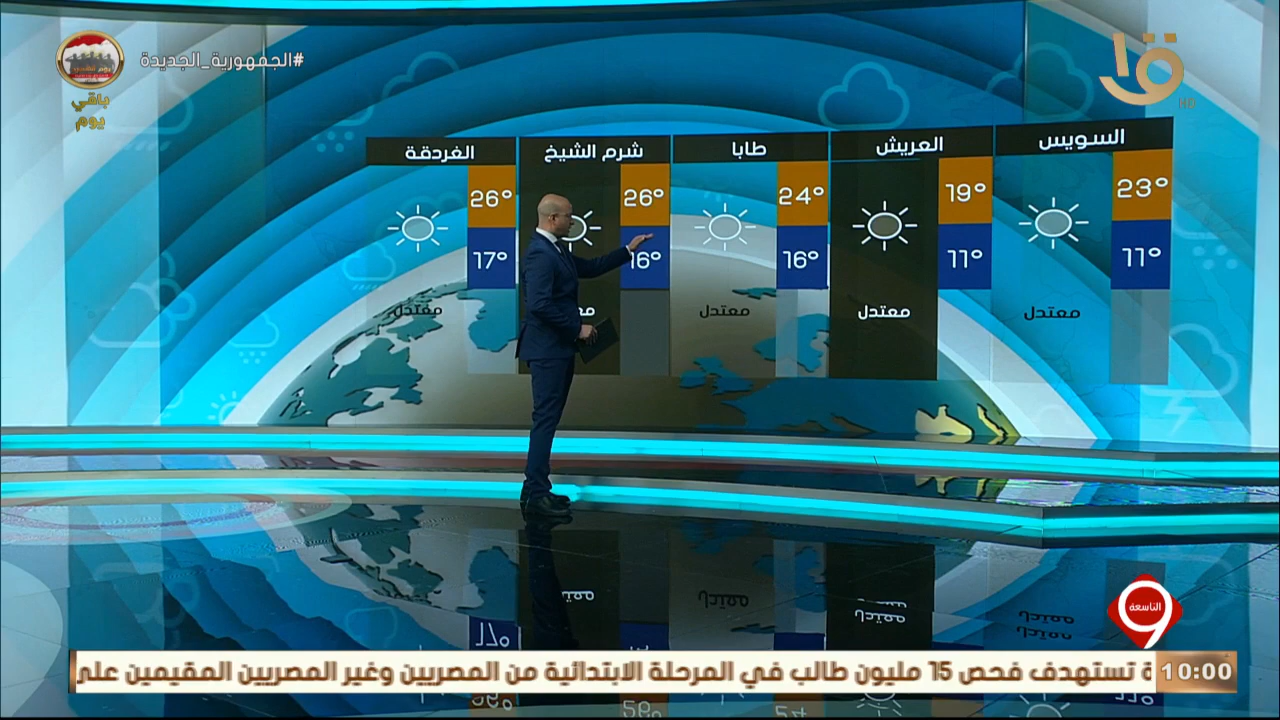 #الجمهورية_الجديدة
باقي
يوم
HD
السويس
23°
11°
معتدل
العريش
19°
11°
معتدل
طابا
24°
16°
معتدل
شرم الشيخ
26°
16°
الغردقة
26°
17°
معتدل
التاسعة
9
10:00
تستهدف فحص 15 مليون طالب في المرحلة الابتدائية من المصريين وغير المصريين المقيمين على